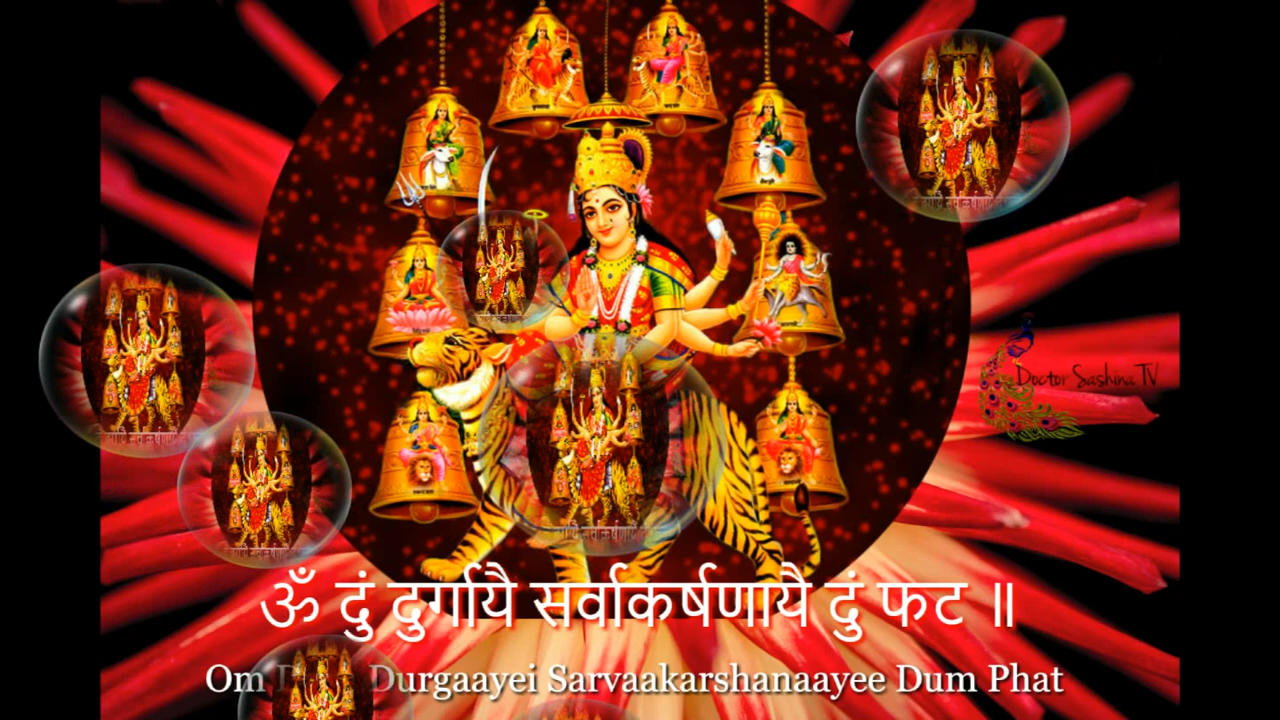 Doctor Sashina TV
ॐ दुं दुर्गायै सर्वाकर्षणायै दुं फट ॥
Om Durgaayei Sarvaakarshanaayee Dum Phat